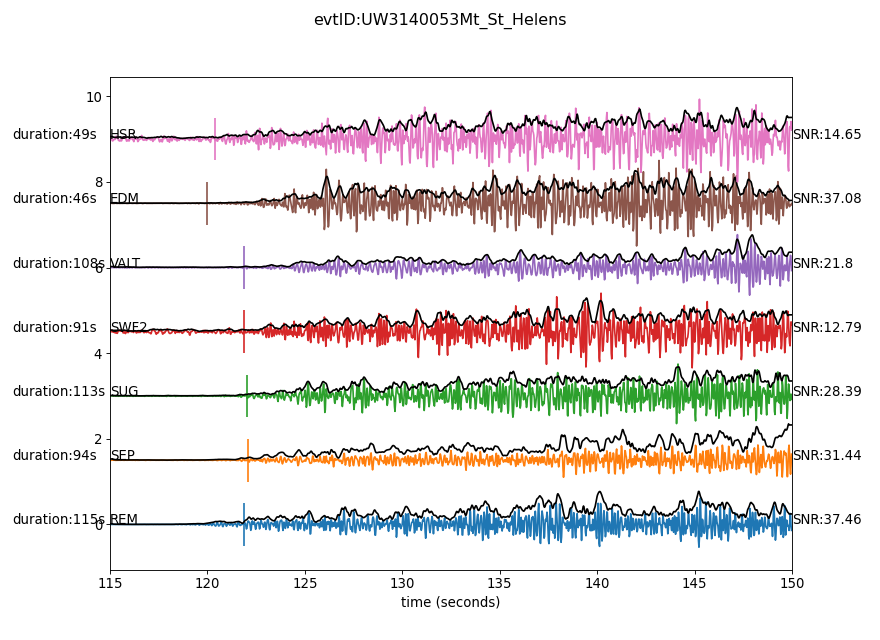 evtID:UW3140053Mt_St_Helens
10
duration:49s HSR SNR:14.65
8
duration:46s EDM SNR:37.08
duration:108s VALT SNR:21.8
6
duration:91s SWF2 SNR:12.79
4
duration:113s SUG SNR:28.39
2
duration:94s SEP SNR:31.44
duration:115s REM SNR:37.46
0
115 120 125 130 135 140 145 150
time (seconds)